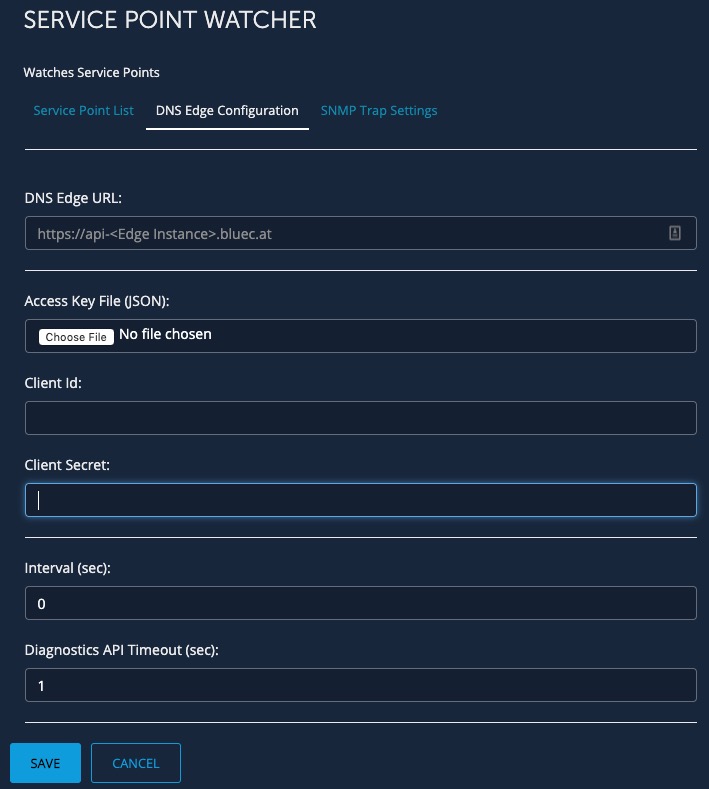 SERVICE POINT WATCHER
Watches Service Points
Service Point List DNS Edge Configuration SNMP Trap Settings
DNS Edge URL:
https://api-<Edge Instance>.bluec.at
Access Key File (JSON):
Choose File No file chosen
Client Id:
Client Secret:
Interval (sec):
0
Diagnostics API Timeout (sec):
1
SAVE CANCEL